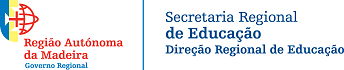 Região Autónoma
da Madeira
Governo Regional
Secretaria Regional
de Educação
Direção Regional de Educação